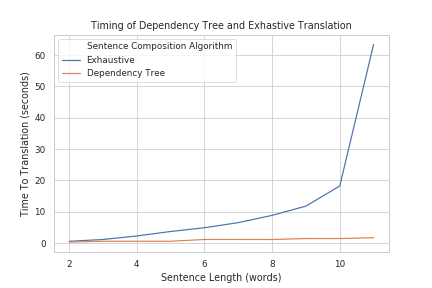 Timing of Dependency Tree and Exhastive Translation
Sentence Composition Algorithm
Exhaustive
Dependency Tree
Time To Translation (seconds)
60
50
40
30
20
10
0
2 4 6 8 10
Sentence Length (words)